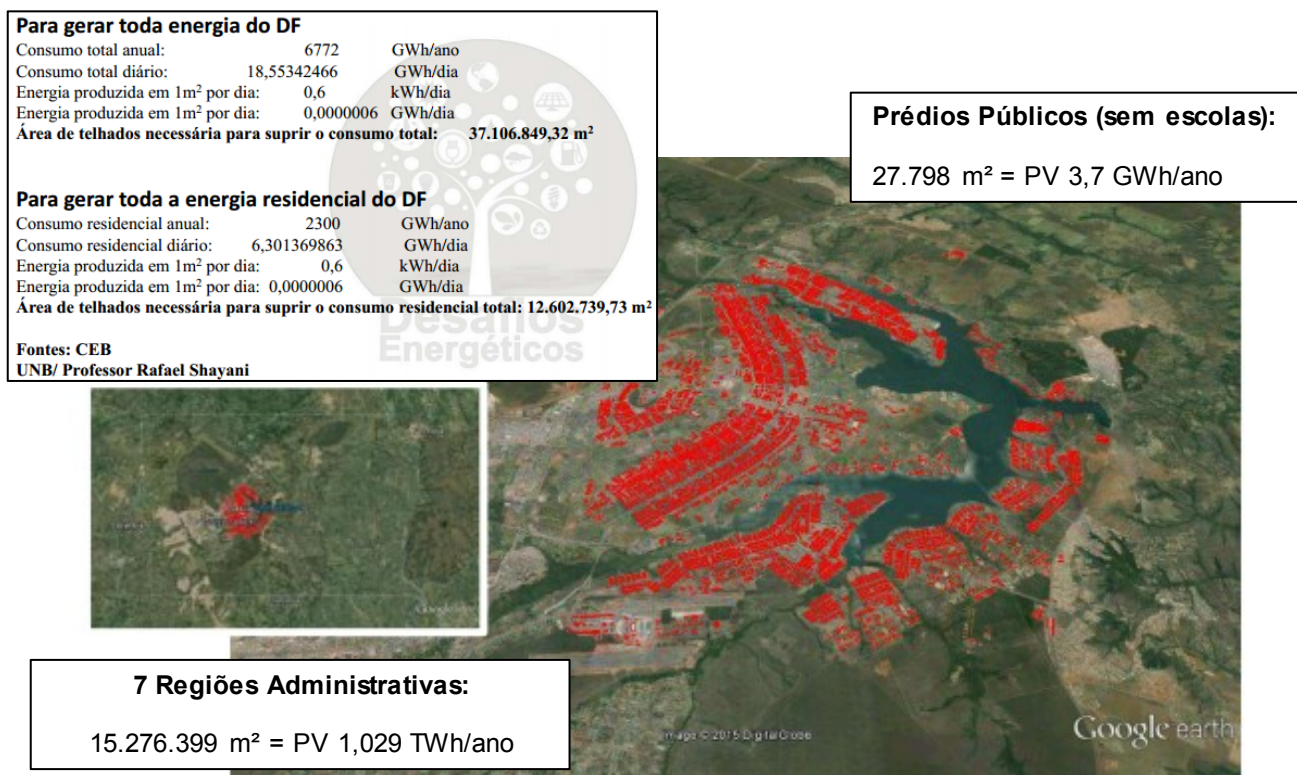 Para gerar toda energia do DF
Consumo total anual: 6772 GWh/ano
Consumo total diário: 18,55342466 GWh/dia
Energia produzida em 1m² por dia: 0,6 kWh/dia
Energia produzida em 1m² por dia: 0,0000006 GWh/dia
Área de telhados necessária para suprir o consumo total: 37.106.849,32 m²
Para gerar toda a energia residencial do DF
Consumo residencial anual: 2300 GWh/ano
Consumo residencial diário: 6,301369863 GWh/dia
Energia produzida em 1m² por dia: 0,6 kWh/dia
Energia produzida em 1m² por dia: 0,0000006 GWh/dia
Área de telhados necessária para suprir o consumo residencial total: 12.602.739,73 m²
Desafios
Energéticos
Fontes: CEB
UNB/ Professor Rafael Shayani
Prédios Públicos (sem escolas):
27.798 m² = PV 3,7 GWh/ano
7 Regiões Administrativas:
15.276.399 m² = PV 1,029 TWh/ano
Image © 2015 DigitalGlobe
Google earth